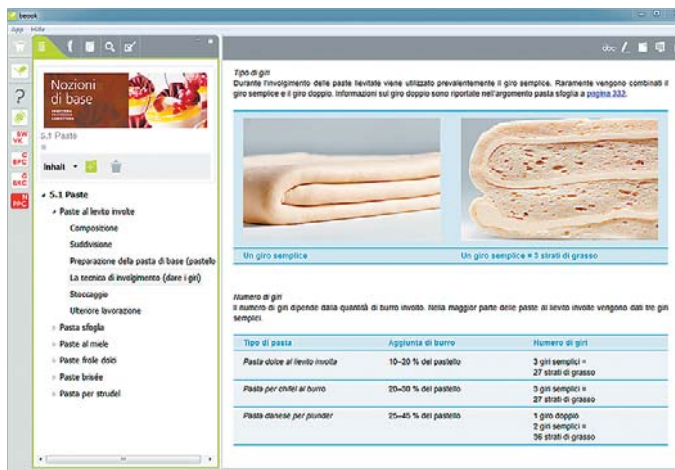 beook
App Hilfe
Nozioni
di base
5.1 Paste
Inhalt
5.1 Paste
Paste al lievito involte
Composizione
Suddivisione
Preparazione della pasta di base (pastello
La tecnica di involgimento (dare i giri)
Stoccaggio
Ulteriore lavorazione
Pasta sfoglia
Paste al miele
Paste frolle dolci
Paste brisée
Pasta per strudel
abc
Tipo di giri
Durante l'involgimento delle paste lievitate viene utilizzato prevalentemente il giro semplice. Raramente vengono combinati il
giro semplice e il giro doppio. Informazioni sul giro doppio sono riportate nell'argomento pasta sfoglia a pagina 332.
Un giro semplice
Un giro semplice = 3 strati di grasso
Numero di giri
Il numero di giri dipende dalla quantità di burro involto. Nella maggior parte delle paste al lievito involte vengono dati tre giri
semplici.
Tipo di pasta Aggiunta di burro Numero di giri
Pasta dolce al lievito involta 10–20 % del pastello 3 giri semplici =
27 strati di grasso
Pasta per chifel al burro 20–30 % del pastello 3 giri semplici =
27 strati di grasso
Pasta danese per plunder 25–45 % del pastello 1 giro doppio
2 giri semplici =
36 strati di grasso